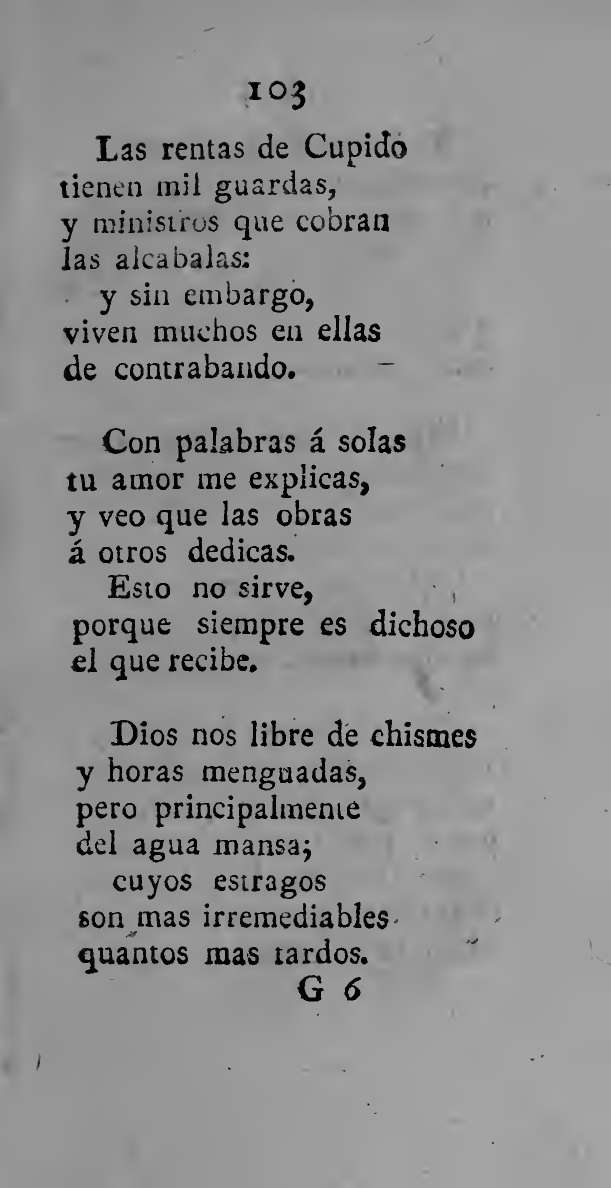 103
Las rentas de Cupido
tienen mil guardas,
y ministros que cobran
las alcabalas:
y sin embargo,
viven muchos en ellas
de contrabando.
Con palabras á solas
tu amor me explicas,
y veo que las obras
á otros dedicas.
Esto no sirve,
porque siempre es dichoso
el que recibe.
Dios nos libre de chismes
y horas menguadas,
pero principalmente
del agua mansa;
cuyos estragos
son mas irremediables
quantos mas tardos.
G 6